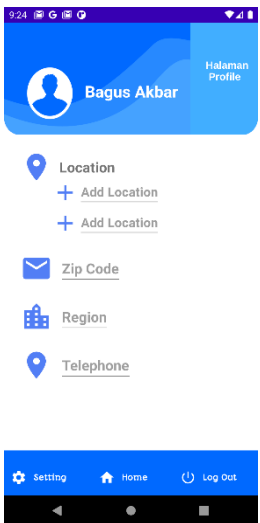 9:24
Halaman
Profile
Bagus Akbar
Location
Add Location
Add Location
Zip Code
Region
Telephone
Setting
Home
Log Out